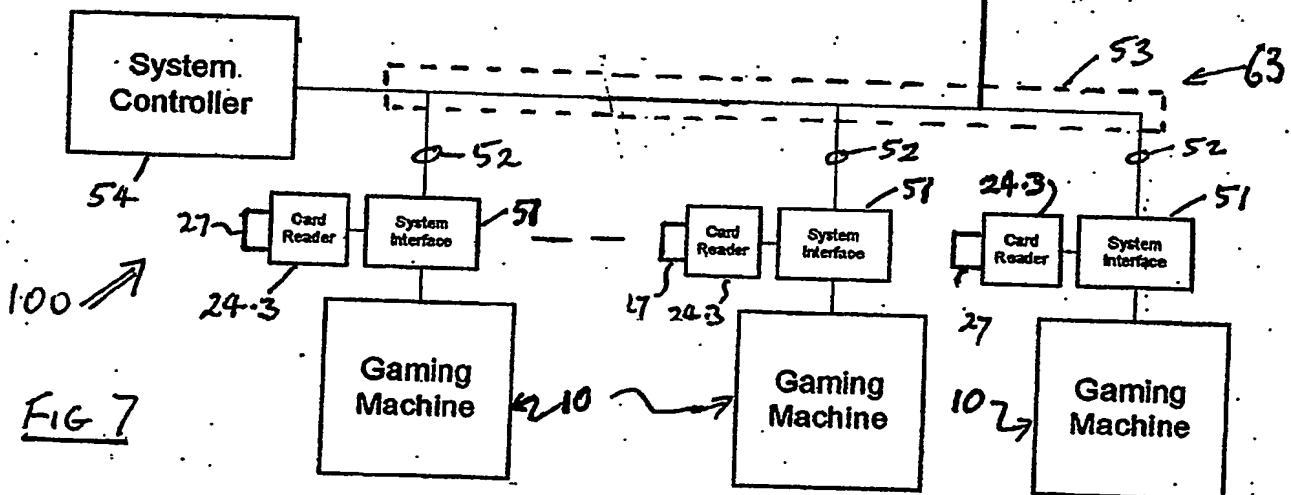 System.
Controller
53
63
54
52
52
52
27
Card
Reader
System
Interface
51
24.3
27
Card
Reader
System
Interface
51
24.3
24.3
Card
Reader
27
System
Interface
51
100
Gaming
Machine
10
Gaming
Machine
10
Gaming
Machine
FIG 7